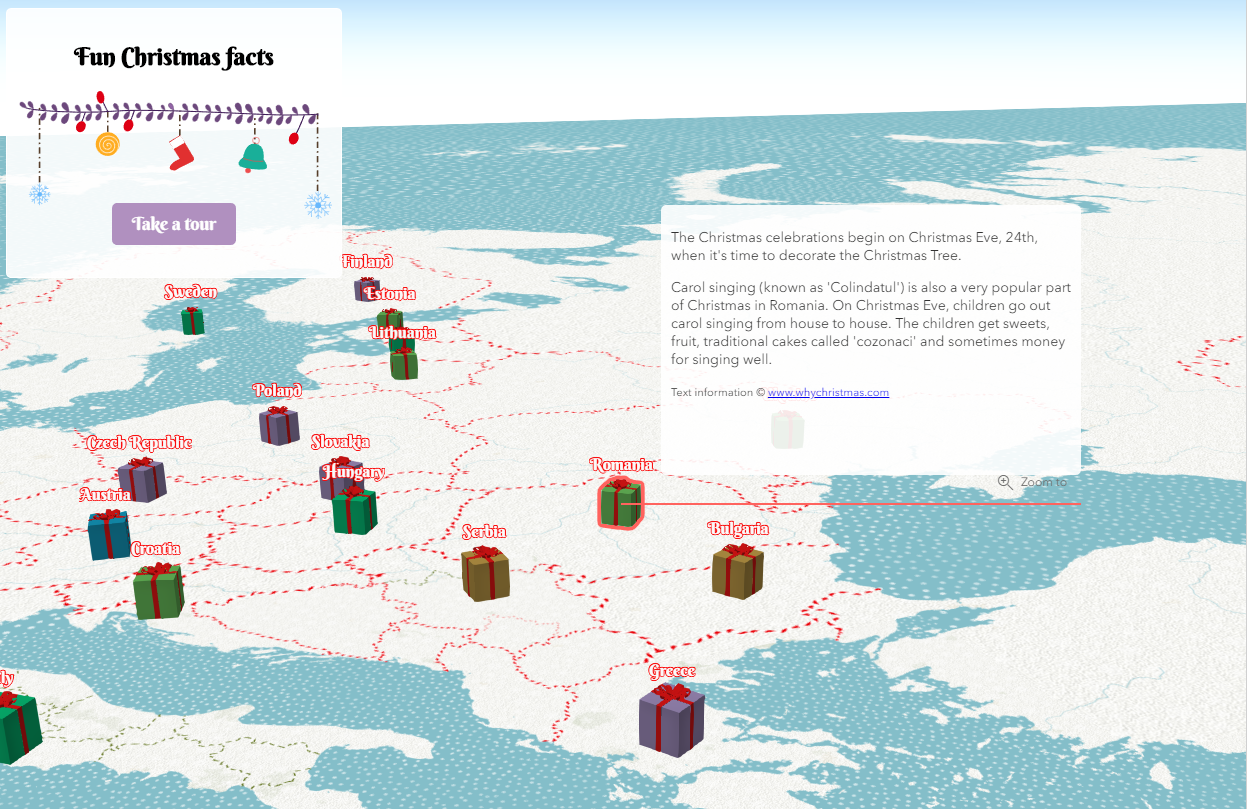 Fun Christmas facts
Take a tour
Finland
Sweden
Estonia
Lithuania
Poland
Czech Republic
Slovakia
Hungary
Austria
Croatia
Serbia
Romania
Bulgaria
Greece
The Christmas celebrations begin on Christmas Eve, 24th,
when it's time to decorate the Christmas Tree.
Carol singing (known as 'Colindatul') is also a very popular part
of Christmas in Romania. On Christmas Eve, children go out
carol singing from house to house. The children get sweets,
fruit, traditional cakes called 'cozonaci' and sometimes money
for singing well.
Text information © www.whychristmas.com
Zoom to